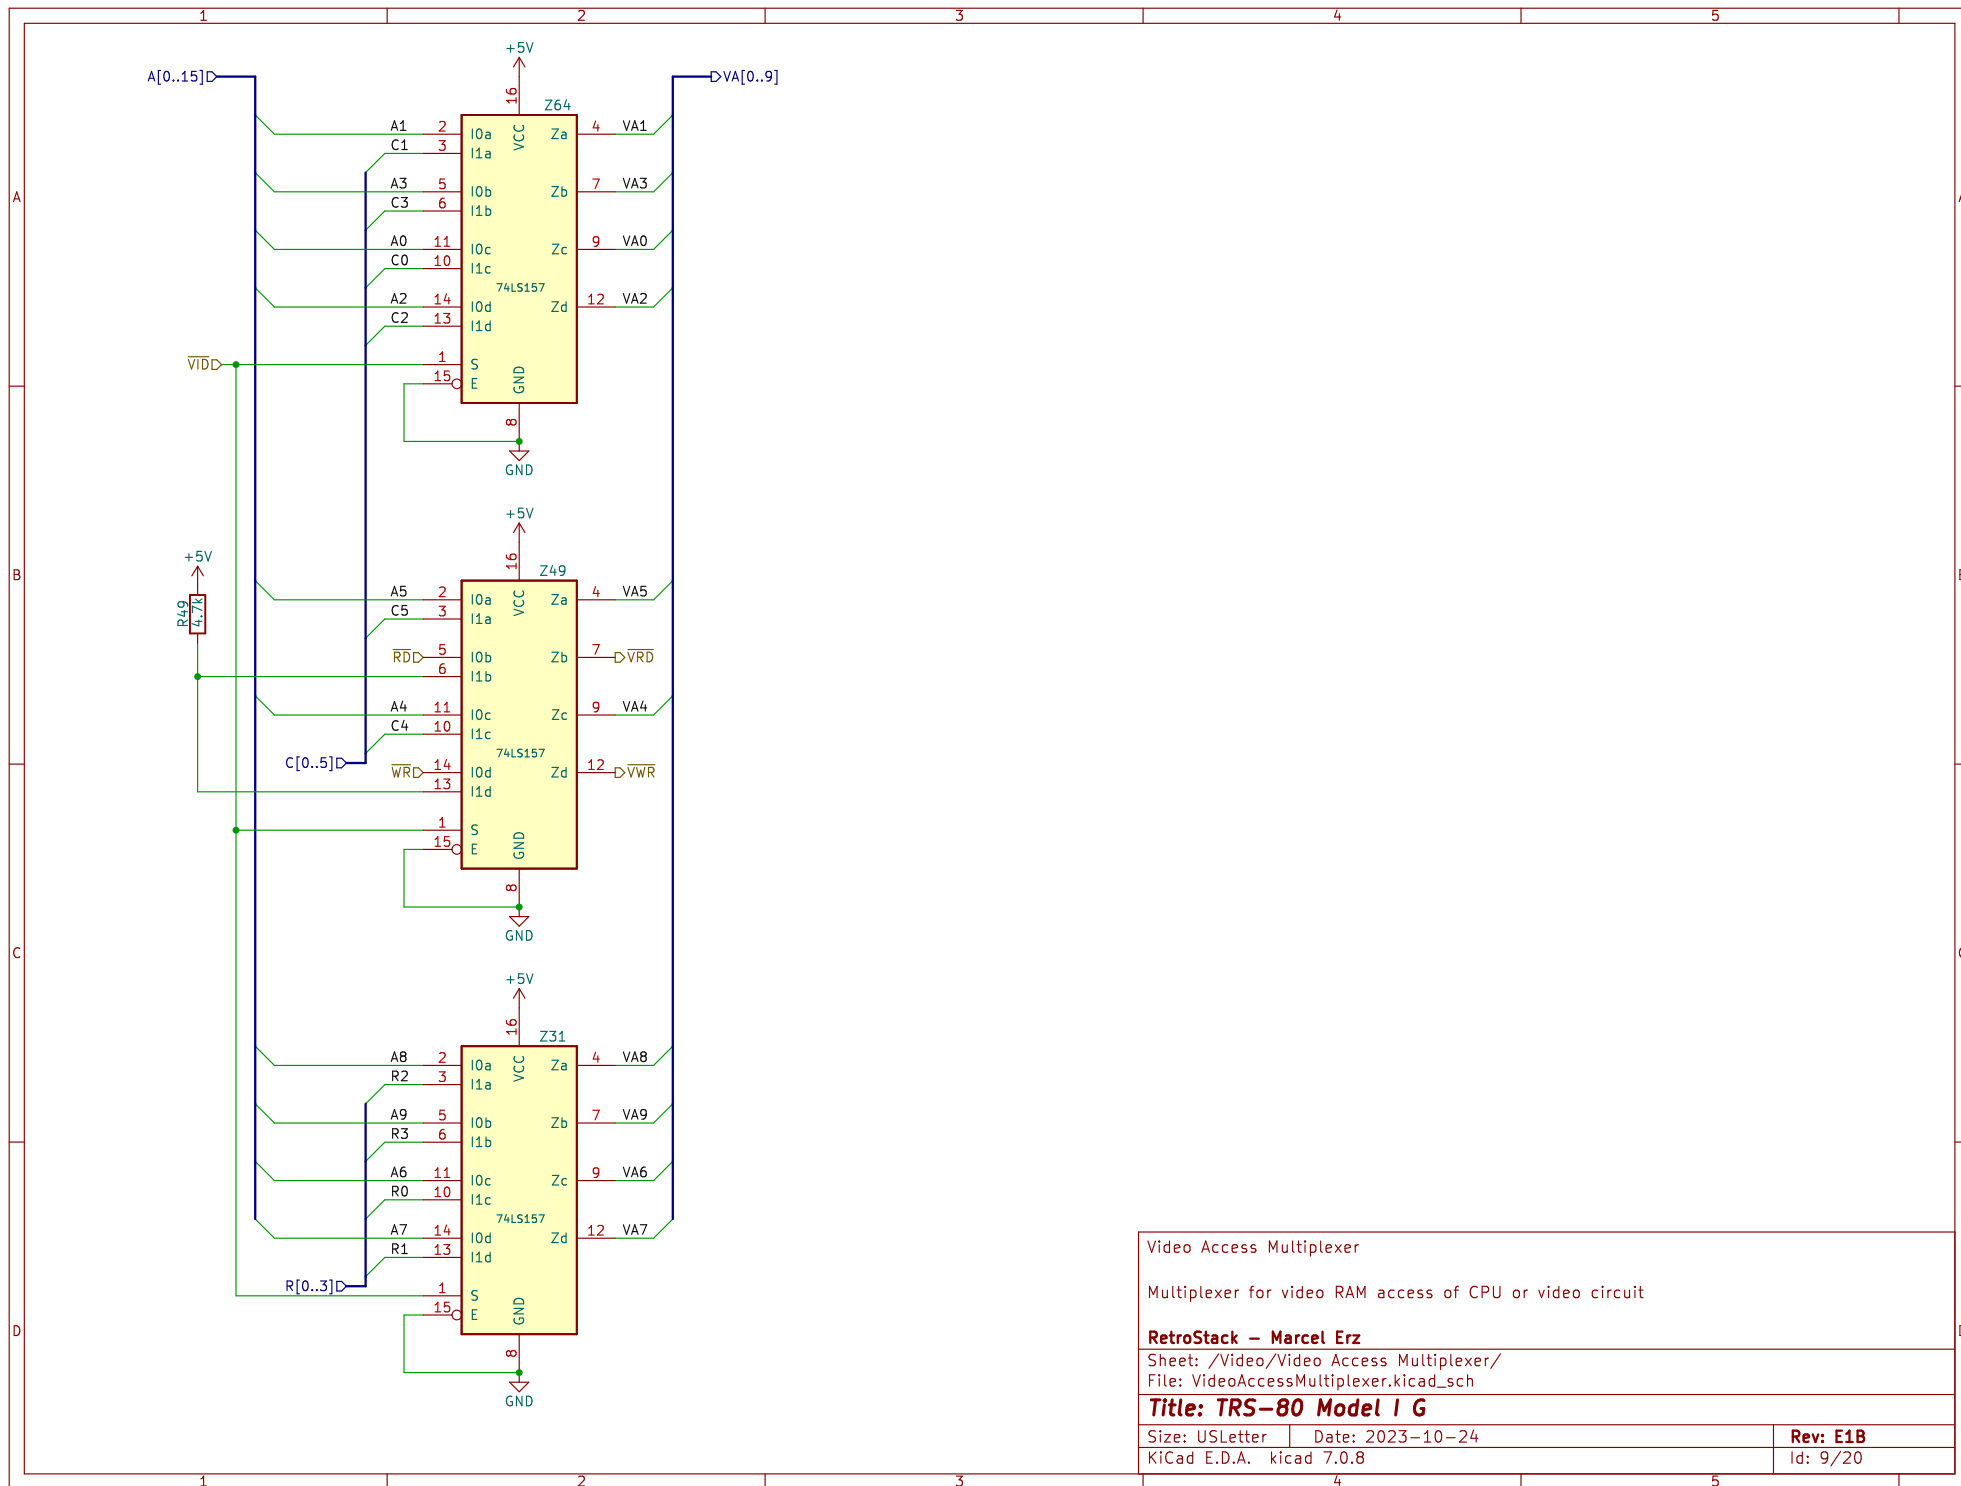 1 2 3 4 5
A
B
C
D
A[0..15]
VA[0..9]
+5V
16
Z64
VCC
A1 2 I0a Za 4 VA1
C1 3 I1a
A3 5 I0b Zb 7 VA3
C3 6 I1b
A0 11 I0c Zc 9 VA0
C0 10 I1c
74LS157
A2 14 I0d Zd 12 VA2
C2 13 I1d
VID 1 S
15 E
GND
8
GND
+5V
16
Z49
VCC
+5V
R49
4.7k
A5 2 I0a Za 4 VA5
C5 3 I1a
RD 5 I0b Zb 7 VRD
6 I1b
A4 11 I0c Zc 9 VA4
C4 10 I1c
74LS157
C[0..5]
WR 14 I0d Zd 12 VWR
13 I1d
1 S
15 E
GND
8
GND
+5V
16
Z31
VCC
A8 2 I0a Za 4 VA8
R2 3 I1a
A9 5 I0b Zb 7 VA9
R3 6 I1b
A6 11 I0c Zc 9 VA6
R0 10 I1c
74LS157
A7 14 I0d Zd 12 VA7
R1 13 I1d
R[0..3]
1 S
15 E
GND
8
GND
Video Access Multiplexer
Multiplexer for video RAM access of CPU or video circuit
RetroStack – Marcel Erz
Sheet: /Video/Video Access Multiplexer/
File: VideoAccessMultiplexer.kicad_sch
Title: TRS-80 Model I G
Size: USLetter Date: 2023-10-24 Rev: E1B
KiCad E.D.A. kicad 7.0.8 Id: 9/20
1 2 3 4 5